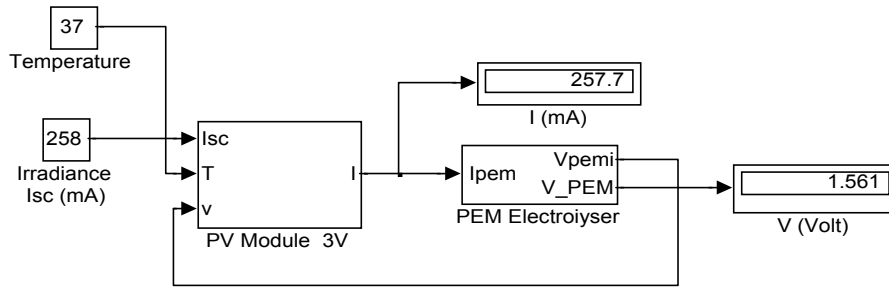 37
Temperature
258
Irradiance
Isc (mA)
Isc
T
v
I
PV Module 3V
257.7
I (mA)
Ipem
Vpemi
V_PEM
PEM Electroiyser
1.561
V (Volt)